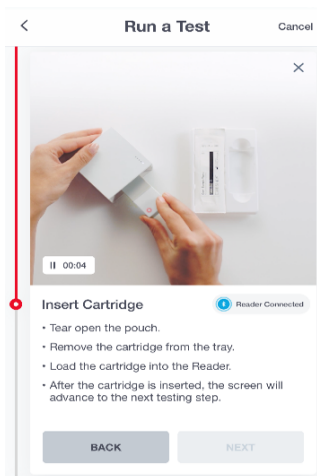 Run a Test
Cancel
00:04
Insert Cartridge
Reader Connected
• Tear open the pouch.
• Remove the cartridge from the tray.
• Load the cartridge into the Reader.
• After the cartridge is inserted, the screen will
advance to the next testing step.
BACK
NEXT